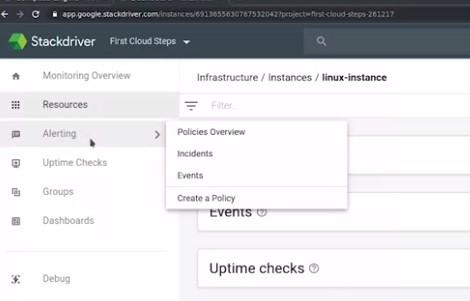 app.google.stackdriver.com/instances/6913655630767532042?project=first-cloud-steps-261217
Stackdriver
First Cloud Steps
Monitoring Overview
Resources
Alerting
Uptime Checks
Groups
Dashboards
Debug
Infrastructure / Instances / linux-instance
Filter...
Policies Overview
Incidents
Events
Create a Policy
Events
Uptime checks